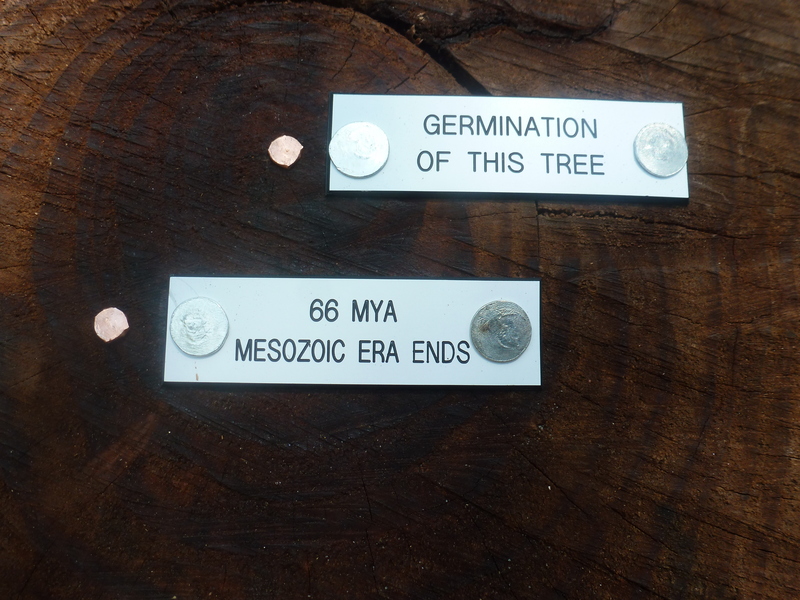 GERMINATION
OF THIS TREE
66 MYA
MESOZOIC ERA ENDS